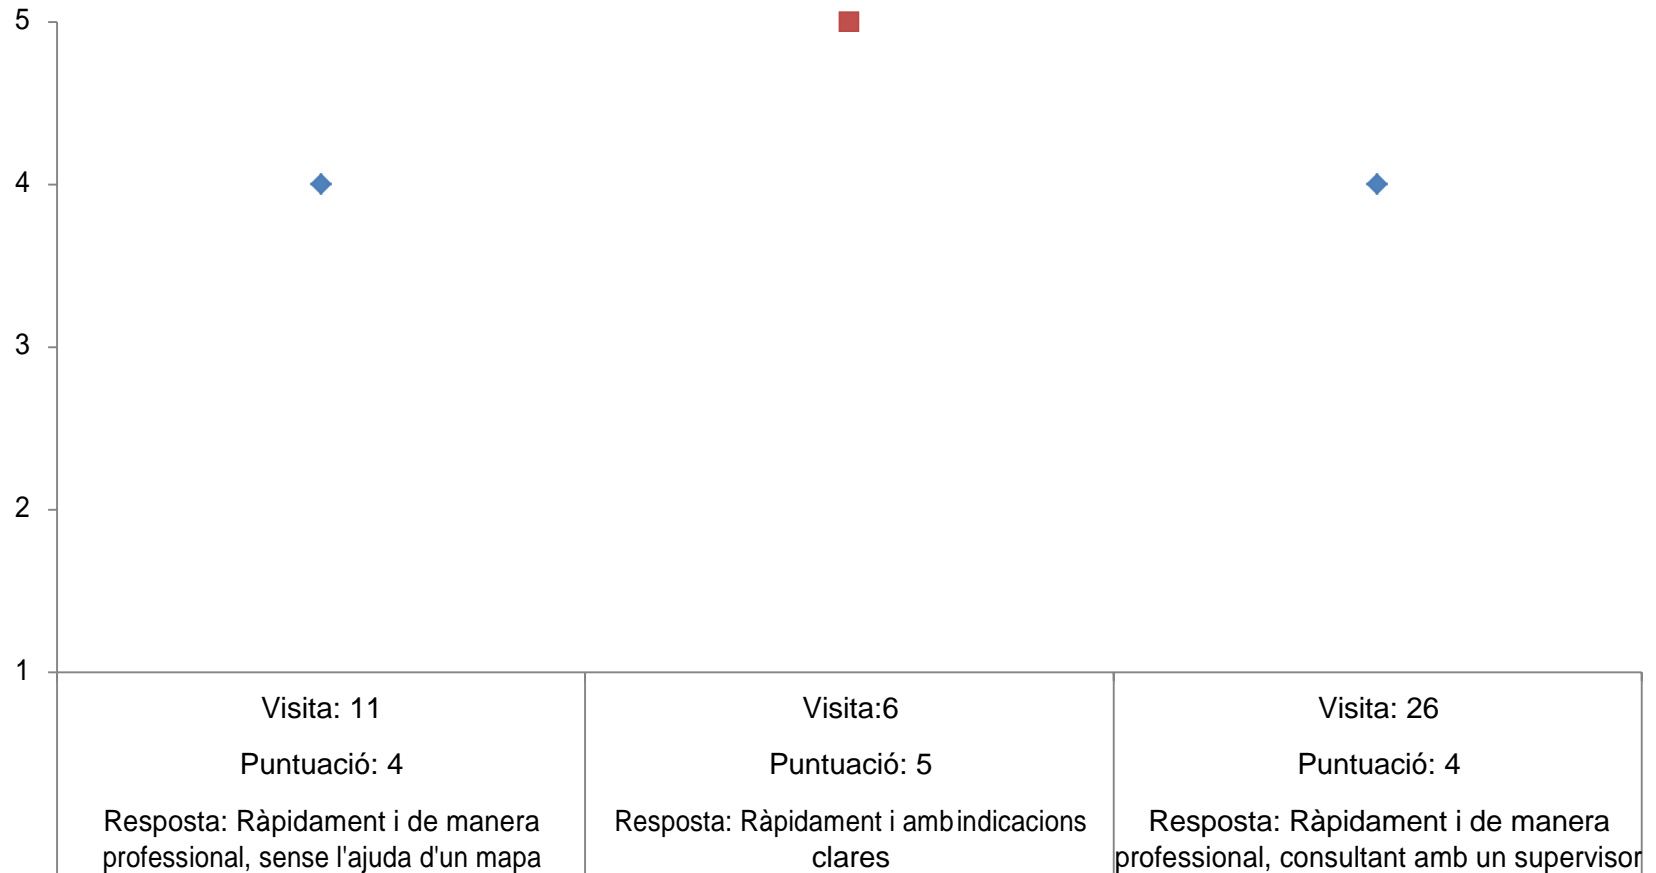 5
4
3
2
1
Visita: 11
Puntuació: 4
Resposta: Ràpidament i de manera
professional, sense l'ajuda d'un mapa
Visita:6
Puntuació: 5
Resposta: Ràpidament i amb indicacions
clares
Visita: 26
Puntuació: 4
Resposta: Ràpidament i de manera
professional, consultant amb un supervisor